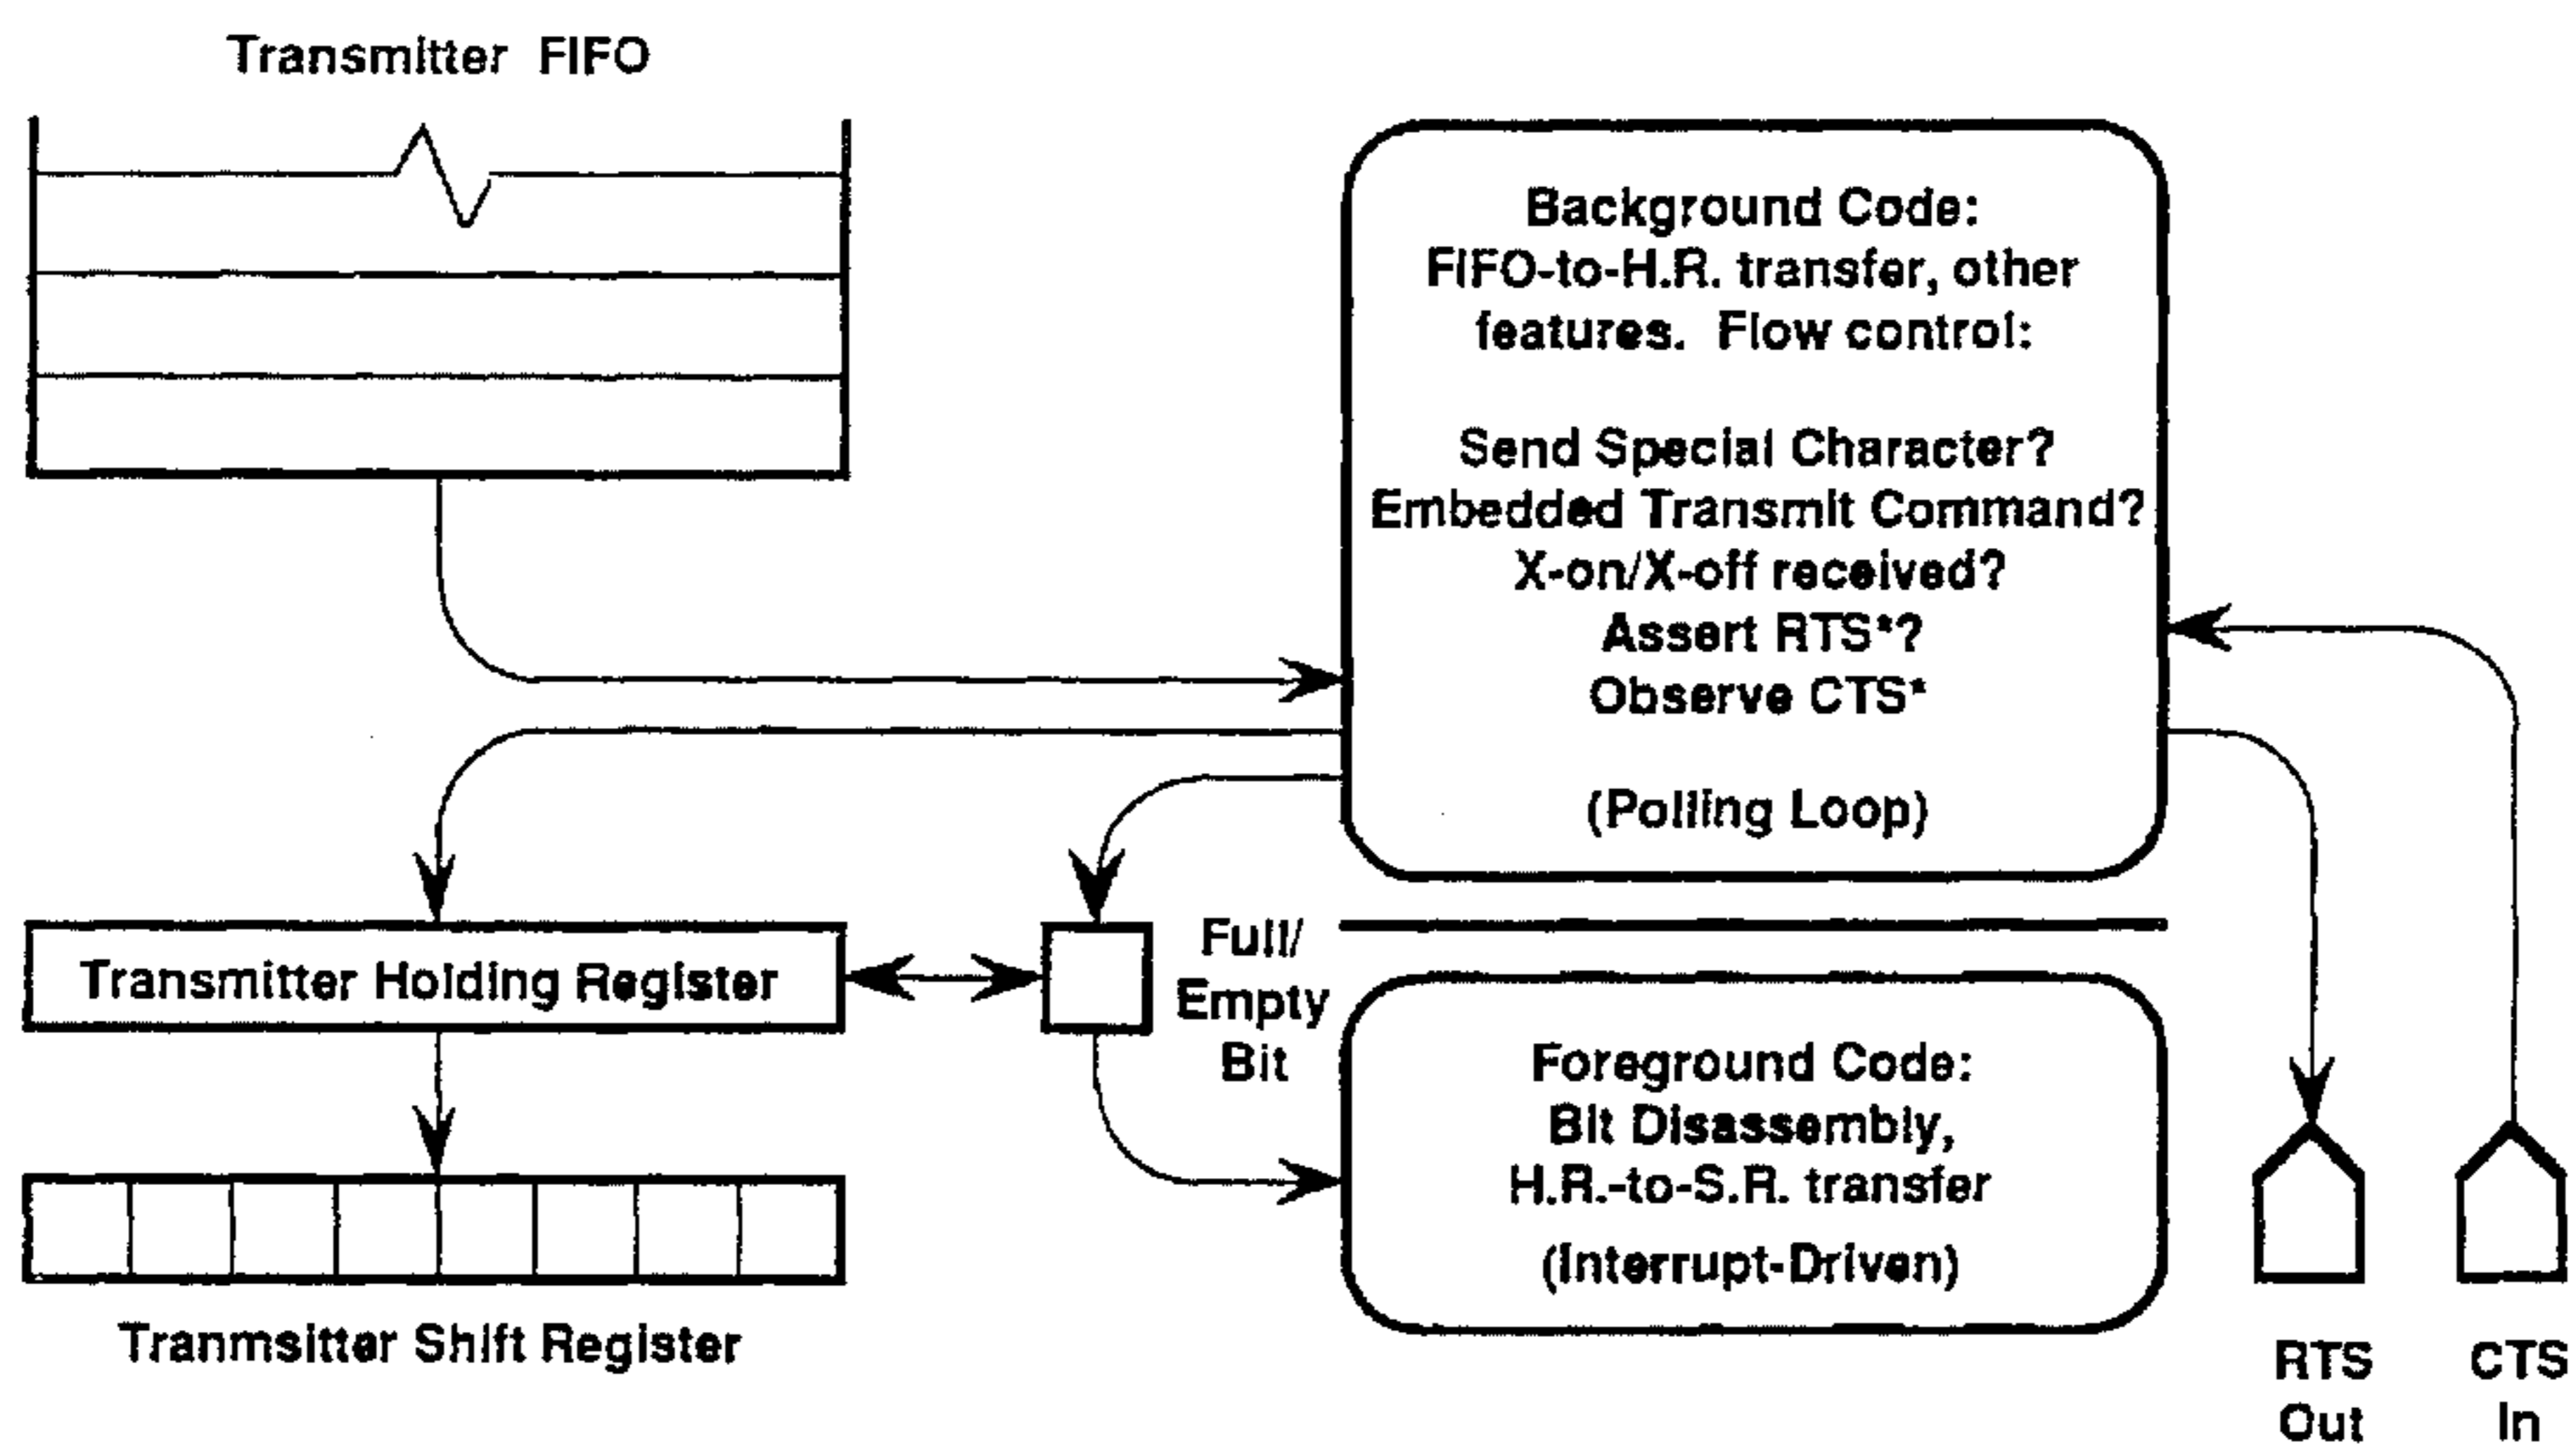 Transmitter FIFO
Background Code:
FIFO-to-H.R. transfer, other
features. Flow control:
Send Special Character?
Embedded Transmit Command?
X-on/X-off received?
Assert RTS*?
Observe CTS*
(Polling Loop)
Transmitter Holding Register
Full/
Empty
Bit
Foreground Code:
Bit Disassembly,
H.R.-to-S.R. transfer
(Interrupt-Driven)
Tranmsitter Shift Register
RTS
Out
CTS
In